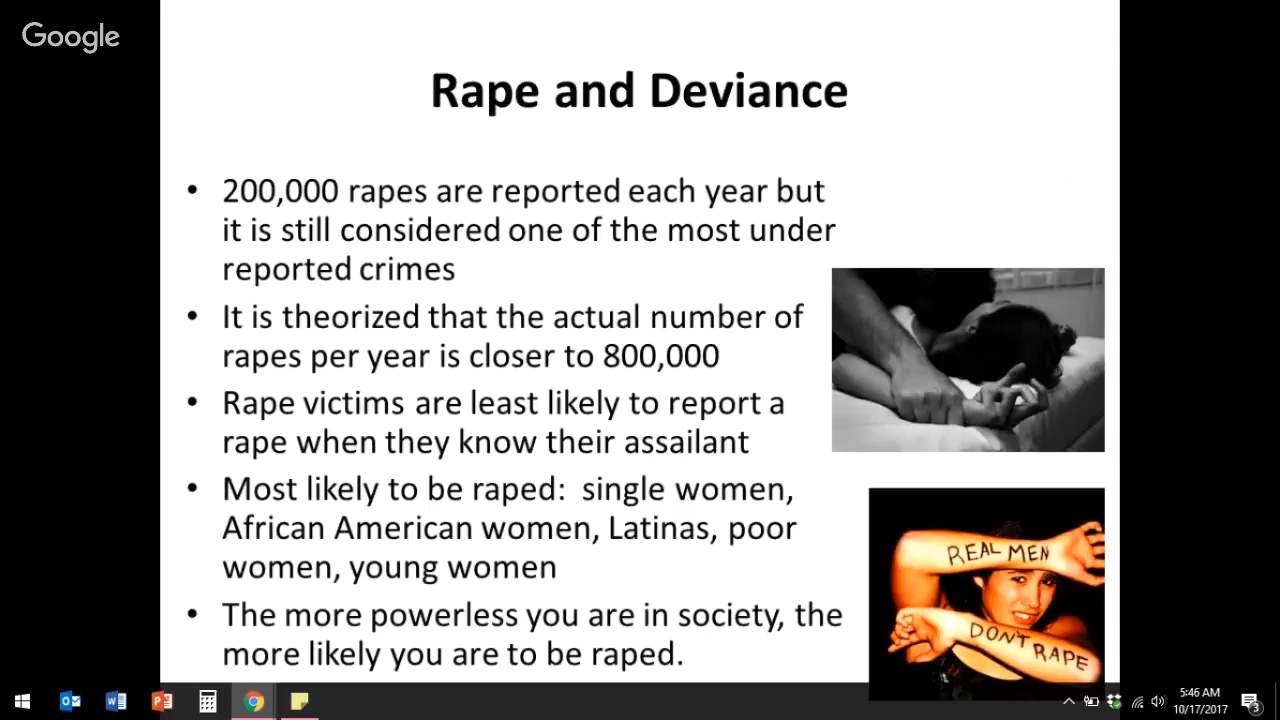 Google
Rape and Deviance
• 200,000 rapes are reported each year but
it is still considered one of the most under
reported crimes
• It is theorized that the actual number of
rapes per year is closer to 800,000
• Rape victims are least likely to report a
rape when they know their assailant
• Most likely to be raped: single women,
African American women, Latinas, poor
women, young women
• The more powerless you are in society, the
more likely you are to be raped.
REAL MEN
DON'T RAPE
5:46 AM
10/17/2017
3